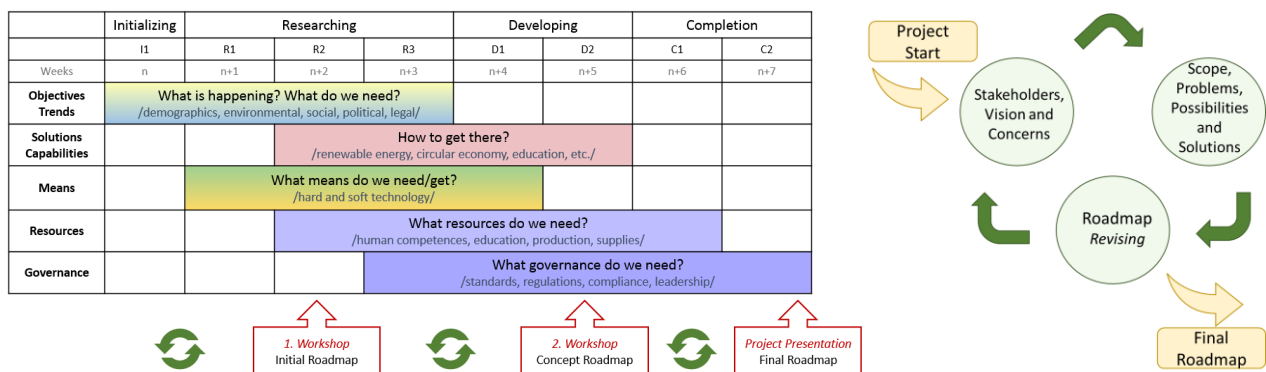 Initializing Researching Developing Completion
I1 R1 R2 R3 D1 D2 C1 C2
Weeks n n+1 n+2 n+3 n+4 n+5 n+6 n+7
Objectives
Trends
What is happening? What do we need?
/demographics, environmental, social, political, legal/
Solutions
Capabilities
How to get there?
/renewable energy, circular economy, education, etc./
Means
What means do we need/get?
/hard and soft technology/
Resources
What resources do we need?
/human competences, education, production, supplies/
Governance
What governance do we need?
/standards, regulations, compliance, leadership/
1. Workshop
Initial Roadmap
2. Workshop
Concept Roadmap
Project Presentation
Final Roadmap
Project
Start
Stakeholders,
Vision and
Concerns
Scope,
Problems,
Possibilities
and
Solutions
Roadmap
Revising
Final
Roadmap